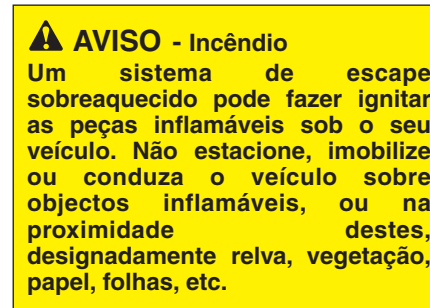 AVISO - Incêndio
Um sistema de escape
sobreaquecido pode fazer ignitar
as peças inflamáveis sob o seu
veículo. Não estacione, imobilize
ou conduza o veículo sobre
objectos inflamáveis, ou na
proximidade destes,
designadamente relva, vegetação,
papel, folhas, etc.